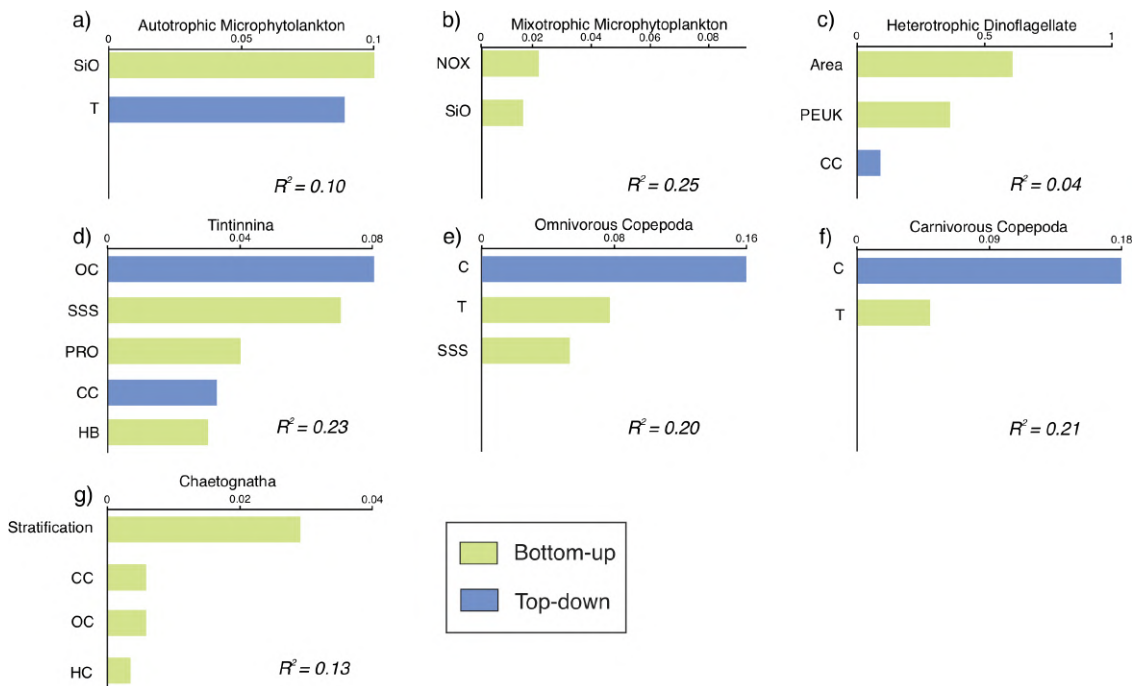 a) Autotrophic Microphytolankton
0 0.05 0.1
SiO
T
R² = 0.10
b) Mixotrophic Microphytoplankton
0 0.02 0.04 0.06 0.08
NOX
SiO
R² = 0.25
c) Heterotrophic Dinoflagellate
0 0.5 1
Area
PEUK
CC
R² = 0.04
d) Tintinnina
0 0.04 0.08
OC
SSS
PRO
CC
HB
R² = 0.23
e) Omnivorous Copepoda
0 0.08 0.16
C
T
SSS
R² = 0.20
f) Carnivorous Copepoda
0 0.09 0.18
C
T
R² = 0.21
g) Chaetognatha
0 0.02 0.04
Stratification
CC
OC
HC
R² = 0.13
Bottom-up
Top-down